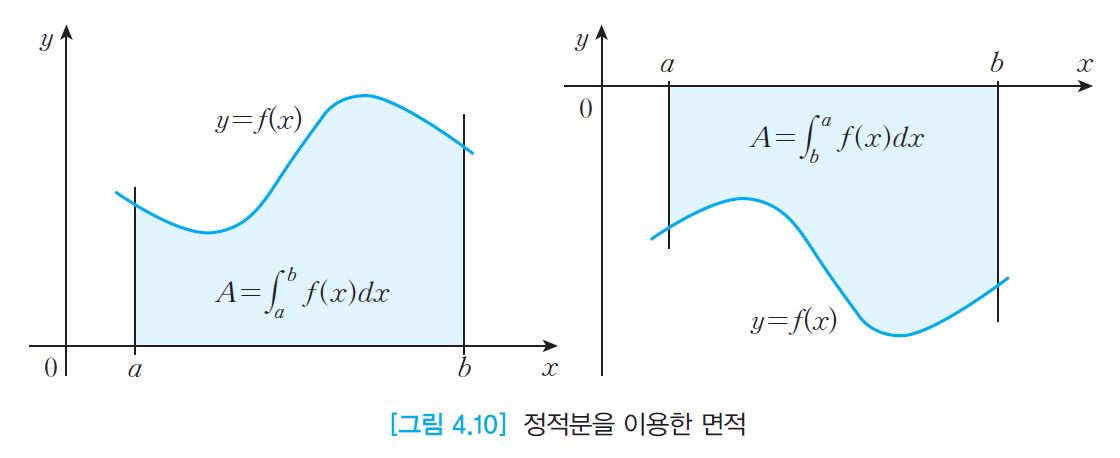 y
y=f(x)
A=∫_a^b f(x)dx
0
a
b
x
y
a
b
x
0
A=∫_b^a f(x)dx
y=f(x)
[그림 4.10] 정적분을 이용한 면적